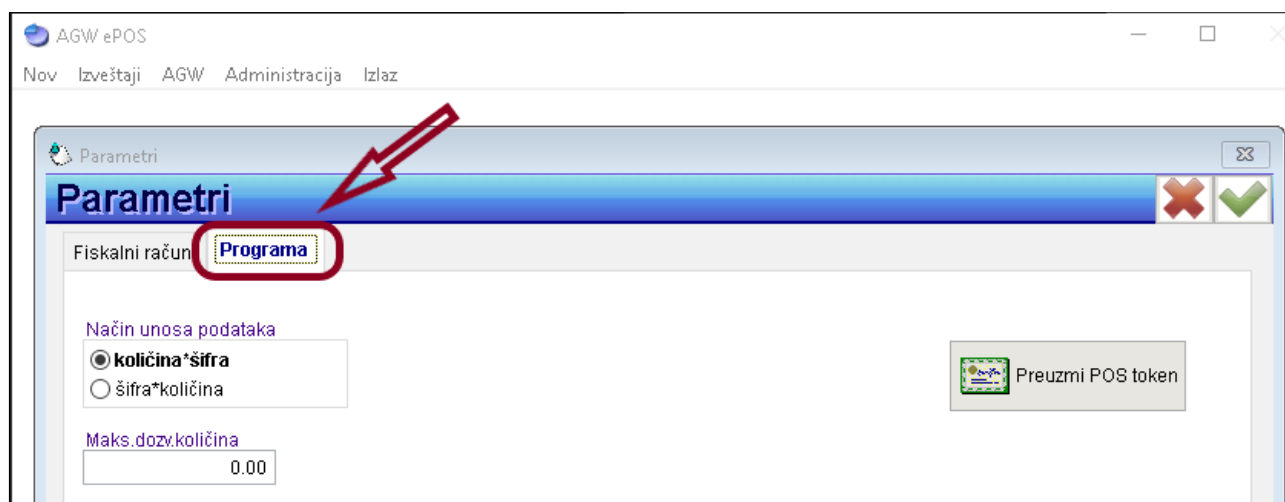 AGW ePOS
Nov Izveštaji AGW Administracija Izlaz
Parametri
Parametri
Fiskalni račun Programa
Način unosa podataka
količina*šifra
šifra*količina
Preuzmi POS token
Maks.dozv.količina
0.00